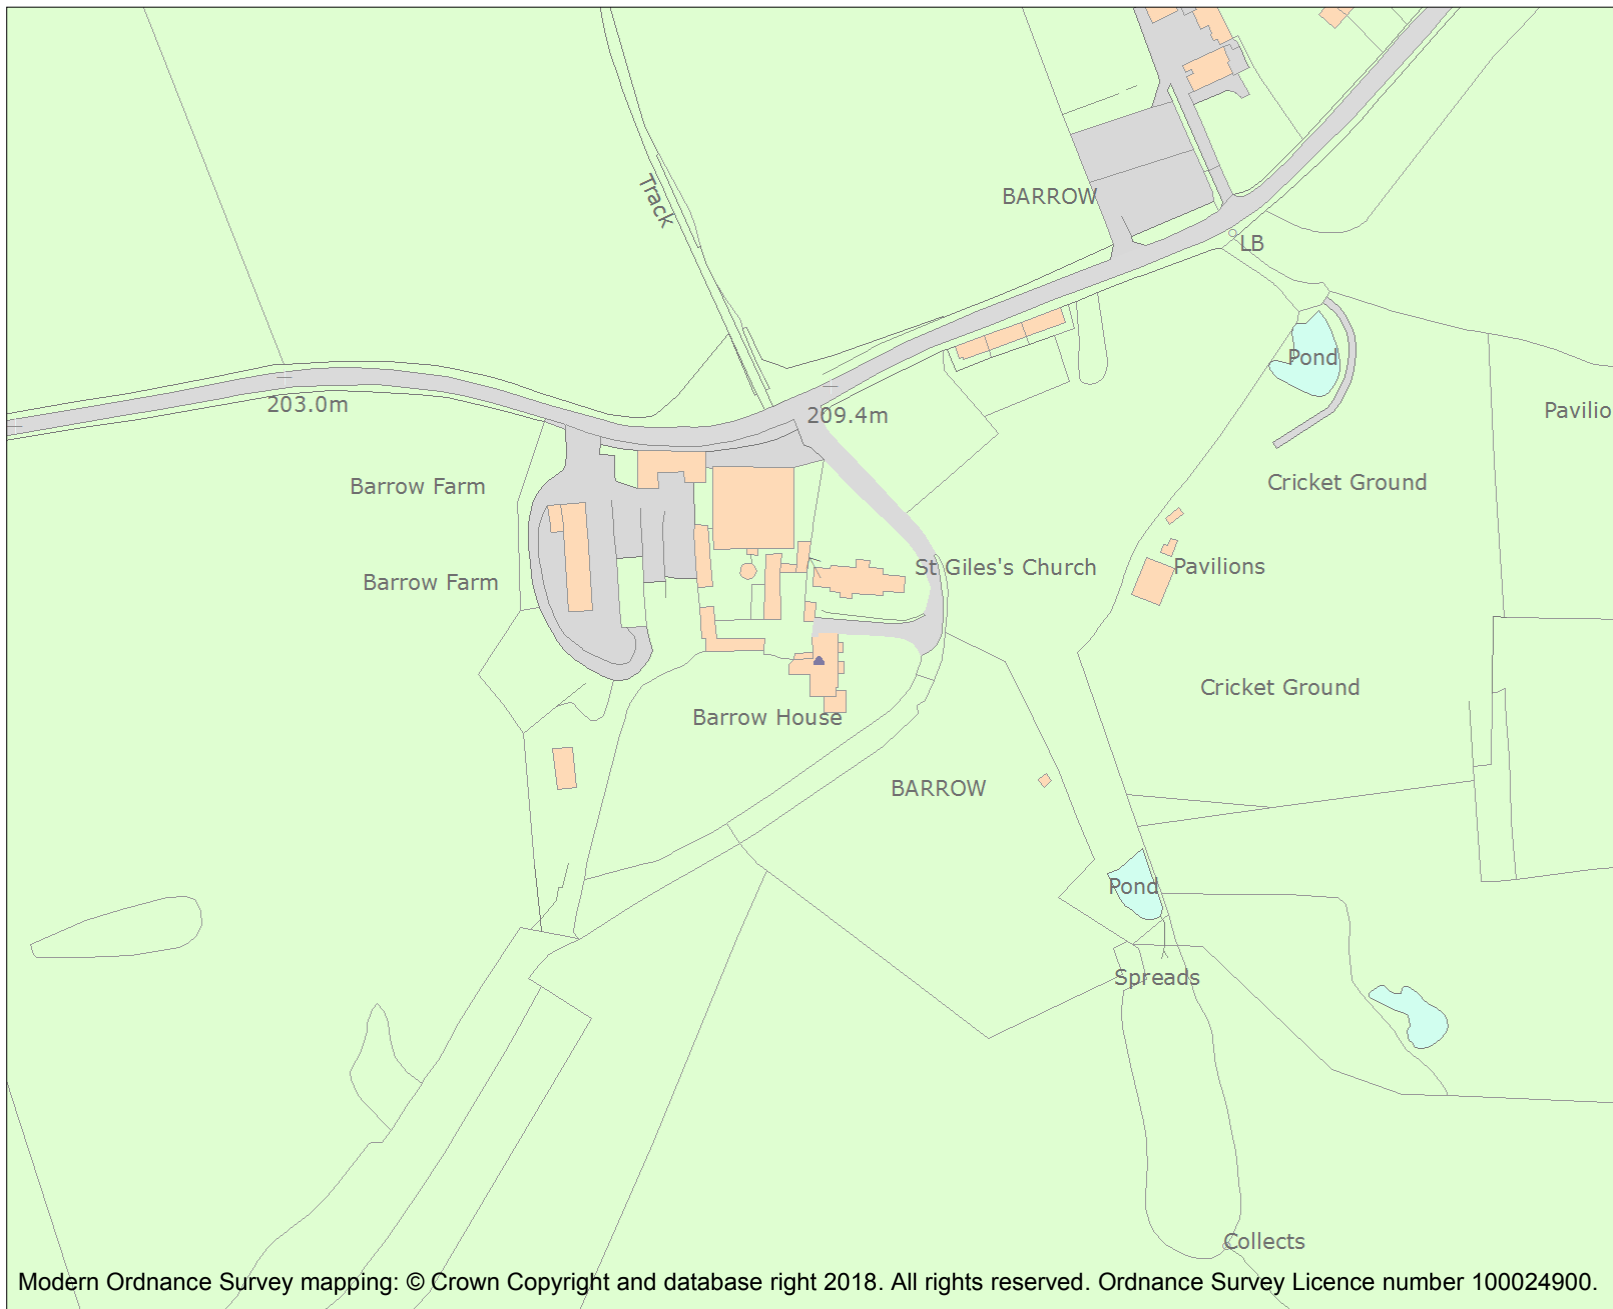 Track
BARROW
LB
Pond
203.0m
209.4m
Pavilio
Barrow Farm
Cricket Ground
Barrow Farm
St Giles's Church
Pavilions
Cricket Ground
Barrow House
BARROW
Pond
Spreads
Collects
Modern Ordnance Survey mapping: © Crown Copyright and database right 2018. All rights reserved. Ordnance Survey Licence number 100024900.